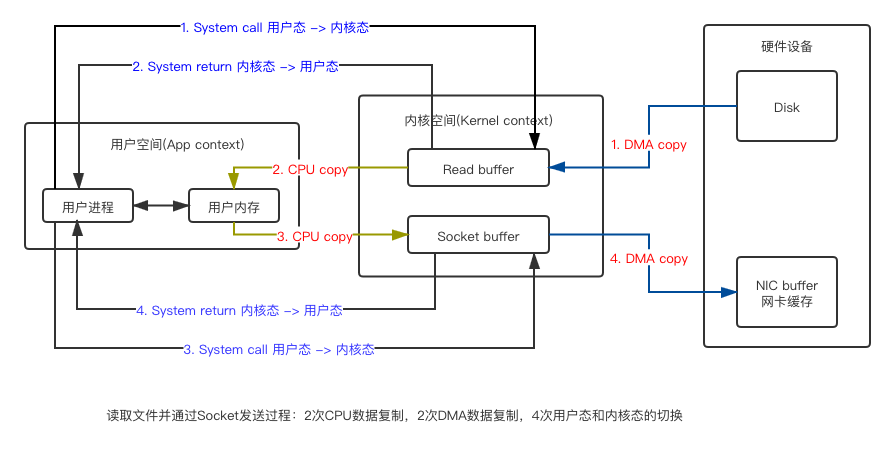 1. System call 用户态 -> 内核态
硬件设备
2. System return 内核态 -> 用户态
Disk
内核空间(Kernel context)
用户空间(App context)
1. DMA copy
2. CPU copy
Read buffer
用户进程
用户内存
3. CPU copy
Socket buffer
4. DMA copy
NIC buffer
网卡缓存
4. System return 内核态 -> 用户态
3. System call 用户态 -> 内核态
读取文件并通过Socket发送过程：2次CPU数据复制，2次DMA数据复制，4次用户态和内核态的切换